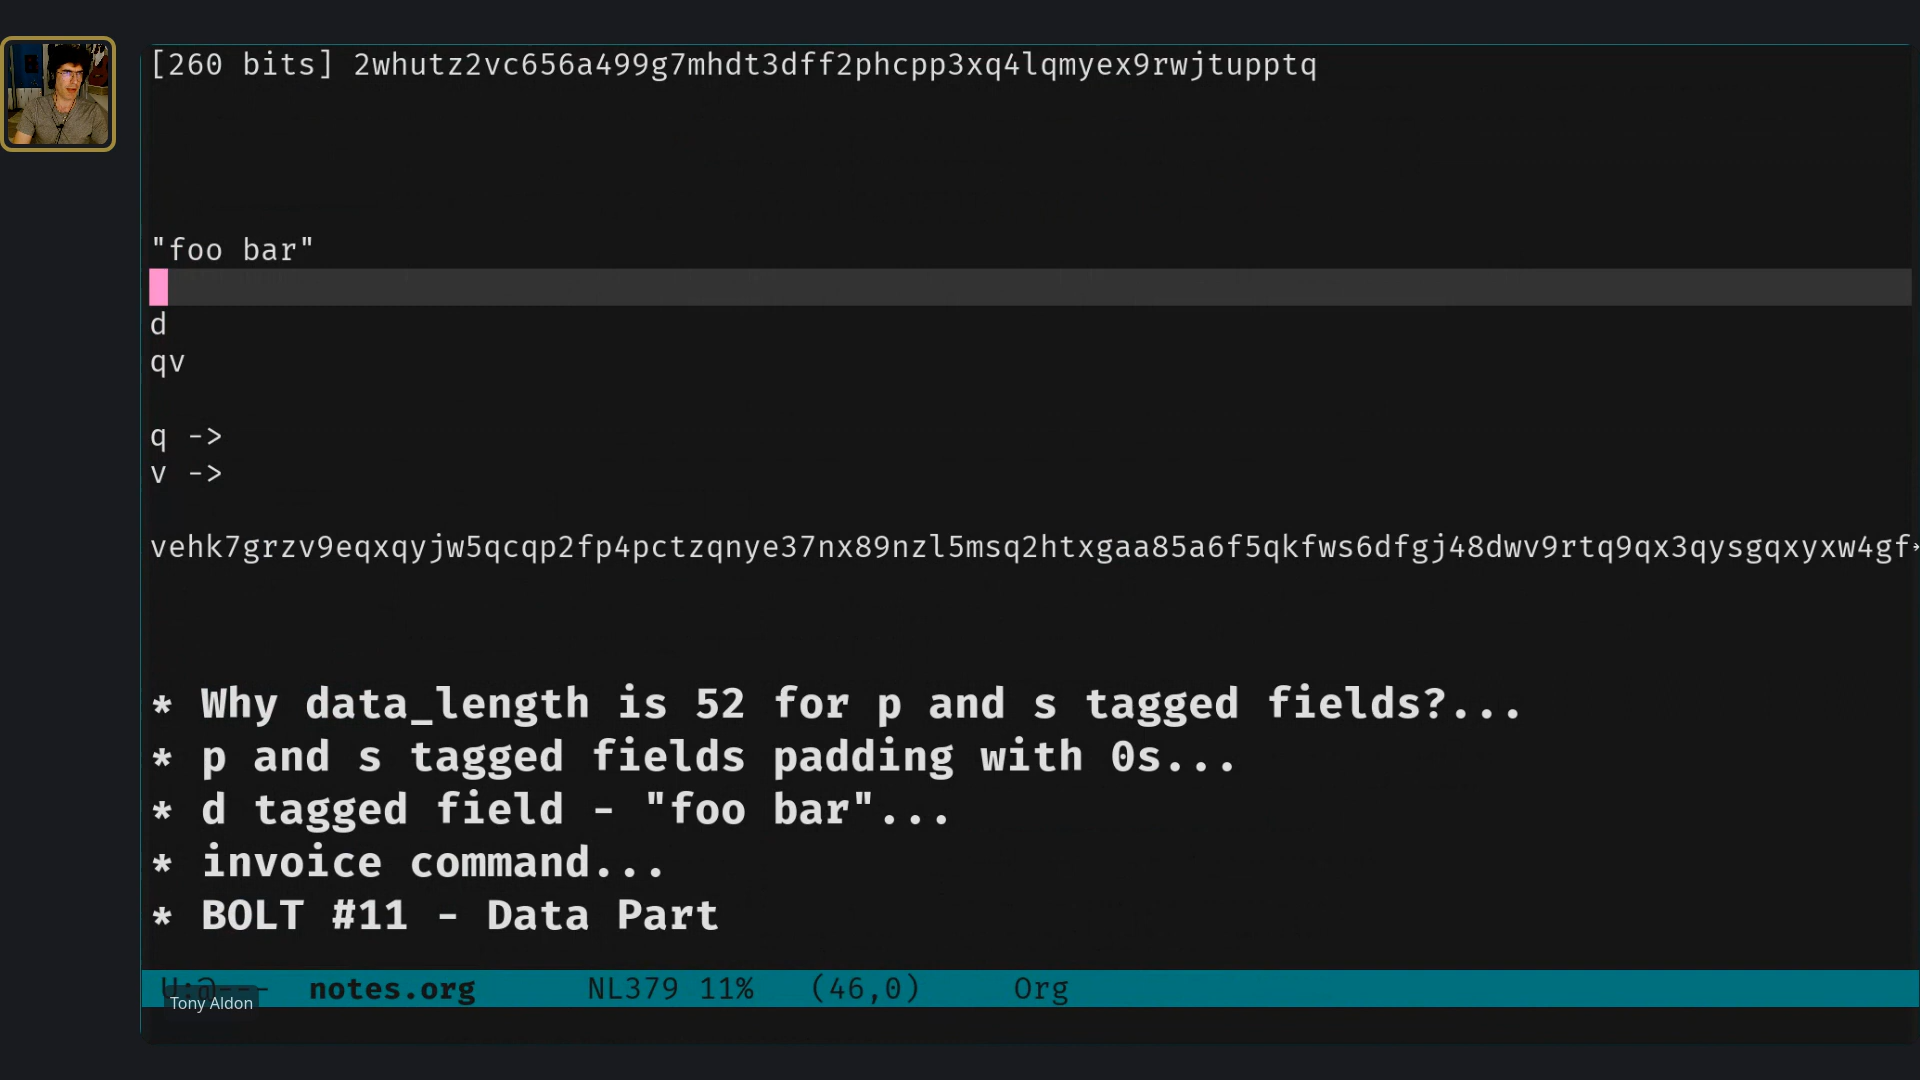 [260 bits] 2whutz2vc656a499g7mhdt3dff2phcpp3xq4lqmyex9rwjtupptq
"foo bar"
d
qv
q ->
v ->
vehk7grzv9eqxqyjw5qcqp2fp4pctzqnye37nx89nzl5msq2htxgaa85a6f5qkfws6dfgj48dwv9rtq9qx3qysgqxyxw4gf
* Why data_length is 52 for p and s tagged fields?...
* p and s tagged fields padding with 0s...
* d tagged field - "foo bar"...
* invoice command...
* BOLT #11 - Data Part
U:@--- notes.org NL379 11% (46,0) Org
Tony Aldon